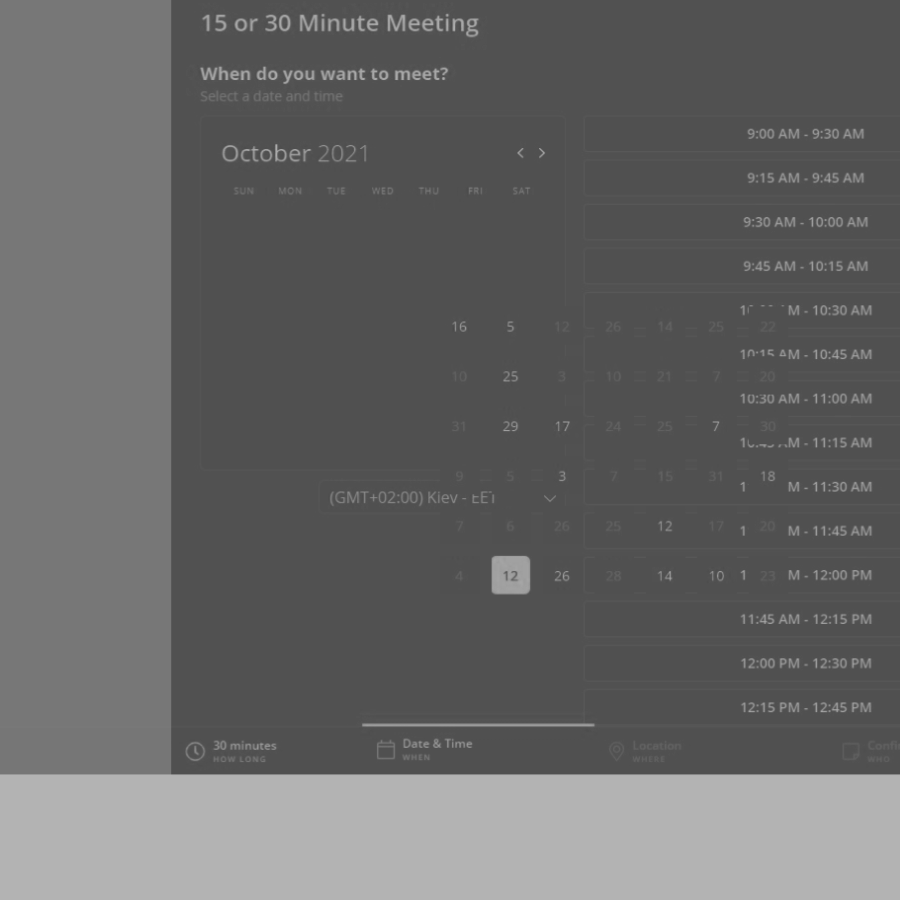 15 or 30 Minute Meeting
When do you want to meet?
Select a date and time
October 2021
SUN MON TUE WED THU FRI SAT
9:00 AM - 9:30 AM
9:15 AM - 9:45 AM
9:30 AM - 10:00 AM
9:45 AM - 10:15 AM
M - 10:30 AM
16 5 12 26 14 25 22
10:15 AM - 10:45 AM
10 25 3 10 21 7 20
10:30 AM - 11:00 AM
31 29 17 24 25 7 30
M - 11:15 AM
9 5 3 7 15 31 18
1 M - 11:30 AM
(GMT+02:00) Kiev - EET
7 6 26 25 12 17 20
1 M - 11:45 AM
4 12 26 28 14 10 23
1 M - 12:00 PM
11:45 AM - 12:15 PM
12:00 PM - 12:30 PM
12:15 PM - 12:45 PM
30 minutes
HOW LONG
Date & Time
WHEN
Location
WHERE
Confi
WHO